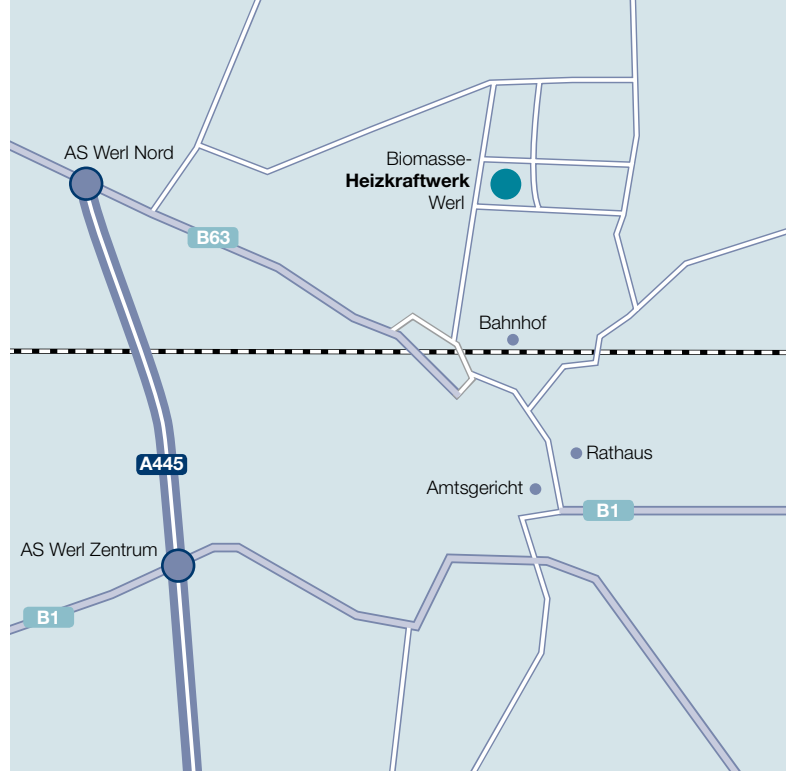 AS Werl Nord
Biomasse-
Heizkraftwerk
Werl
B63
Bahnhof
Rathaus
A445
Amtsgericht
B1
AS Werl Zentrum
B1